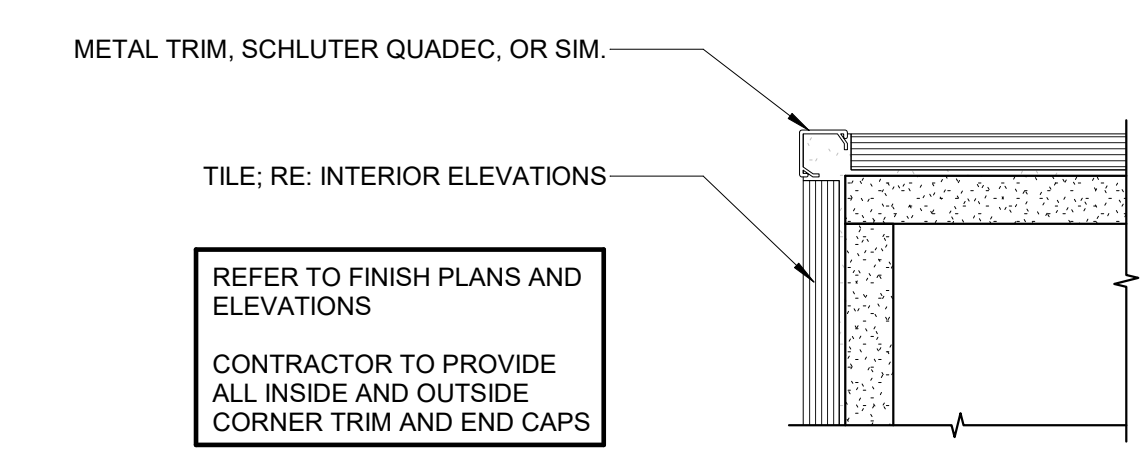 METAL TRIM, SCHLUTER QUADEC, OR SIM.
TILE; RE: INTERIOR ELEVATIONS
REFER TO FINISH PLANS AND
ELEVATIONS
CONTRACTOR TO PROVIDE
ALL INSIDE AND OUTSIDE
CORNER TRIM AND END CAPS